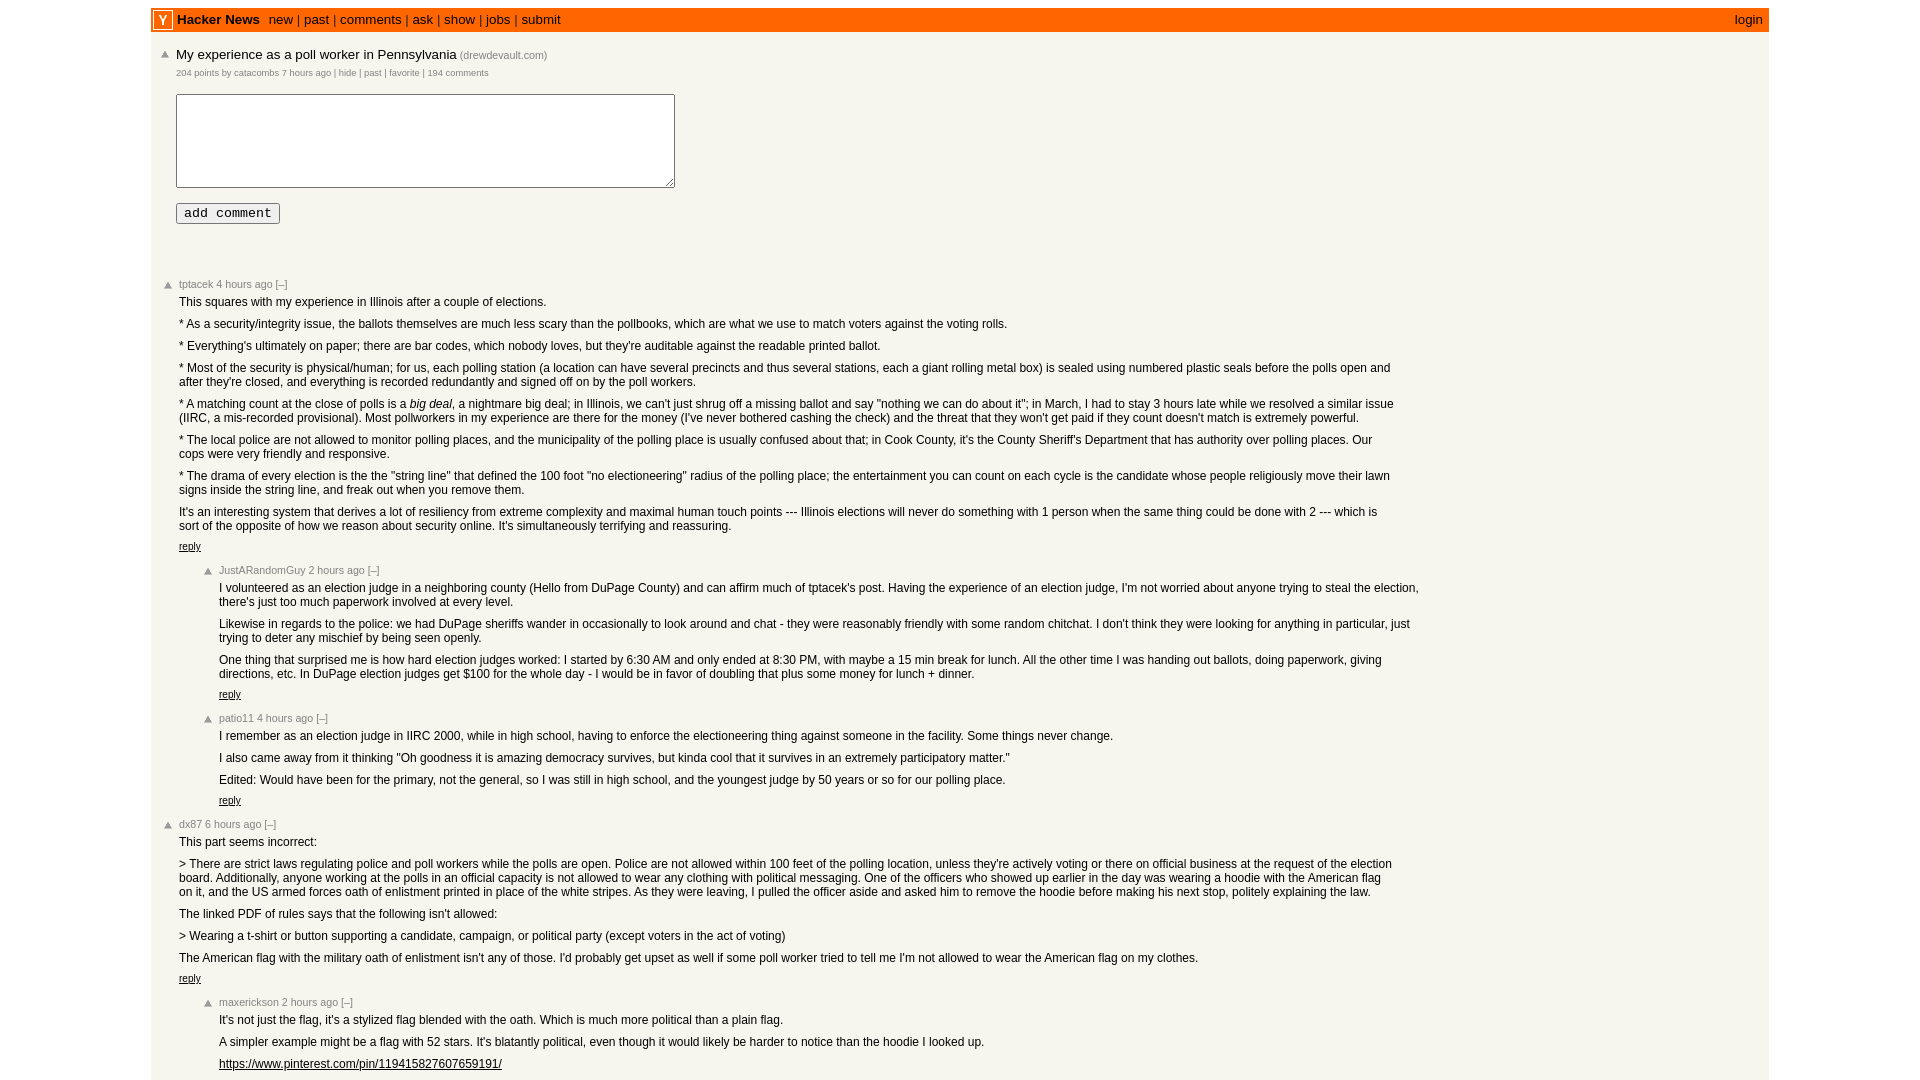 Y Hacker News new | past | comments | ask | show | jobs | submit login
My experience as a poll worker in Pennsylvania (drewdevault.com)
204 points by catacombs 7 hours ago | hide | past | favorite | 194 comments
add comment
tptacek 4 hours ago [–]
This squares with my experience in Illinois after a couple of elections.
* As a security/integrity issue, the ballots themselves are much less scary than the pollbooks, which are what we use to match voters against the voting rolls.
* Everything's ultimately on paper; there are bar codes, which nobody loves, but they're auditable against the readable printed ballot.
* Most of the security is physical/human; for us, each polling station (a location can have several precincts and thus several stations, each a giant rolling metal box) is sealed using numbered plastic seals before the polls open and
after they're closed, and everything is recorded redundantly and signed off on by the poll workers.
* A matching count at the close of polls is a big deal, a nightmare big deal; in Illinois, we can't just shrug off a missing ballot and say "nothing we can do about it"; in March, I had to stay 3 hours late while we resolved a similar issue
(IIRC, a mis-recorded provisional). Most pollworkers in my experience are there for the money (I've never bothered cashing the check) and the threat that they won't get paid if they count doesn't match is extremely powerful.
* The local police are not allowed to monitor polling places, and the municipality of the polling place is usually confused about that; in Cook County, it's the County Sheriff's Department that has authority over polling places. Our
cops were very friendly and responsive.
* The drama of every election is the the "string line" that defined the 100 foot "no electioneering" radius of the polling place; the entertainment you can count on each cycle is the candidate whose people religiously move their lawn
signs inside the string line, and freak out when you remove them.
It's an interesting system that derives a lot of resiliency from extreme complexity and maximal human touch points --- Illinois elections will never do something with 1 person when the same thing could be done with 2 --- which is
sort of the opposite of how we reason about security online. It's simultaneously terrifying and reassuring.
reply
JustARandomGuy 2 hours ago [–]
I volunteered as an election judge in a neighboring county (Hello from DuPage County) and can affirm much of tptacek's post. Having the experience of an election judge, I'm not worried about anyone trying to steal the election,
there's just too much paperwork involved at every level.
Likewise in regards to the police: we had DuPage sheriffs wander in occasionally to look around and chat - they were reasonably friendly with some random chitchat. I don't think they were looking for anything in particular, just
trying to deter any mischief by being seen openly.
One thing that surprised me is how hard election judges worked: I started by 6:30 AM and only ended at 8:30 PM, with maybe a 15 min break for lunch. All the other time I was handing out ballots, doing paperwork, giving
directions, etc. In DuPage election judges get $100 for the whole day - I would be in favor of doubling that plus some money for lunch + dinner.
reply
patio11 4 hours ago [–]
I remember as an election judge in IIRC 2000, while in high school, having to enforce the electioneering thing against someone in the facility. Some things never change.
I also came away from it thinking "Oh goodness it is amazing democracy survives, but kinda cool that it survives in an extremely participatory matter."
Edited: Would have been for the primary, not the general, so I was still in high school, and the youngest judge by 50 years or so for our polling place.
reply
dx87 6 hours ago [–]
This part seems incorrect:
> There are strict laws regulating police and poll workers while the polls are open. Police are not allowed within 100 feet of the polling location, unless they're actively voting or there on official business at the request of the election
board. Additionally, anyone working at the polls in an official capacity is not allowed to wear any clothing with political messaging. One of the officers who showed up earlier in the day was wearing a hoodie with the American flag
on it, and the US armed forces oath of enlistment printed in place of the white stripes. As they were leaving, I pulled the officer aside and asked him to remove the hoodie before making his next stop, politely explaining the law.
The linked PDF of rules says that the following isn't allowed:
> Wearing a t-shirt or button supporting a candidate, campaign, or political party (except voters in the act of voting)
The American flag with the military oath of enlistment isn't any of those. I'd probably get upset as well if some poll worker tried to tell me I'm not allowed to wear the American flag on my clothes.
reply
maxerickson 2 hours ago [–]
It's not just the flag, it's a stylized flag blended with the oath. Which is much more political than a plain flag.
A simpler example might be a flag with 52 stars. It's blatantly political, even though it would likely be harder to notice than the hoodie I looked up.
https://www.pinterest.com/pin/119415827607659191/